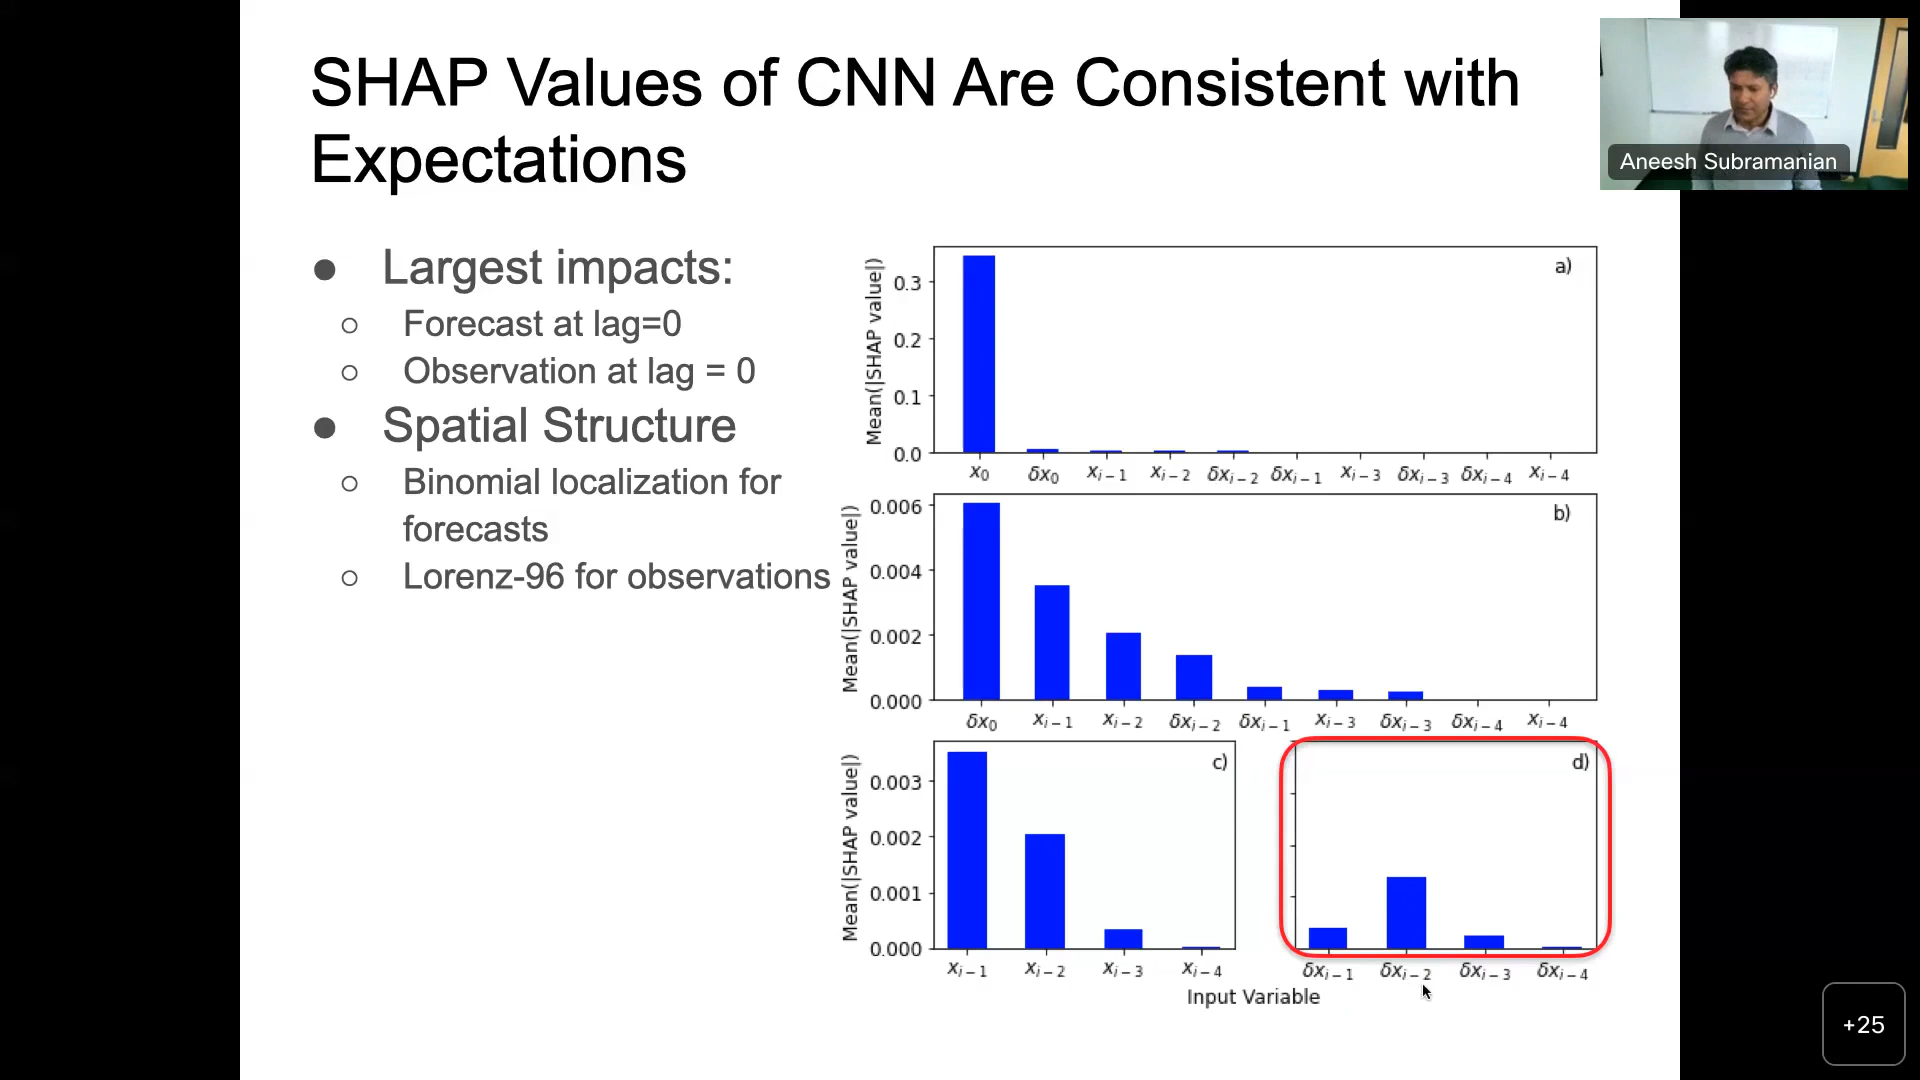 SHAP Values of CNN Are Consistent with
Expectations
Aneesh Subramanian
● Largest impacts:
○ Forecast at lag=0
○ Observation at lag = 0
● Spatial Structure
○ Binomial localization for
forecasts
○ Lorenz-96 for observations
a)
Mean(|SHAP value|)
0.3
0.2
0.1
0.0
x₀ δx₀ xᵢ₋₁ xᵢ₋₂ δxᵢ₋₂ δxᵢ₋₁ xᵢ₋₃ δxᵢ₋₃ δxᵢ₋₄ xᵢ₋₄
b)
Mean(|SHAP value|)
0.006
0.004
0.002
0.000
δx₀ xᵢ₋₁ xᵢ₋₂ δxᵢ₋₂ δxᵢ₋₁ xᵢ₋₃ δxᵢ₋₃ δxᵢ₋₄ xᵢ₋₄
c)
Mean(|SHAP value|)
0.003
0.002
0.001
0.000
xᵢ₋₁ xᵢ₋₂ xᵢ₋₃ xᵢ₋₄
d)
δxᵢ₋₁ δxᵢ₋₂ δxᵢ₋₃ δxᵢ₋₄
Input Variable
+25